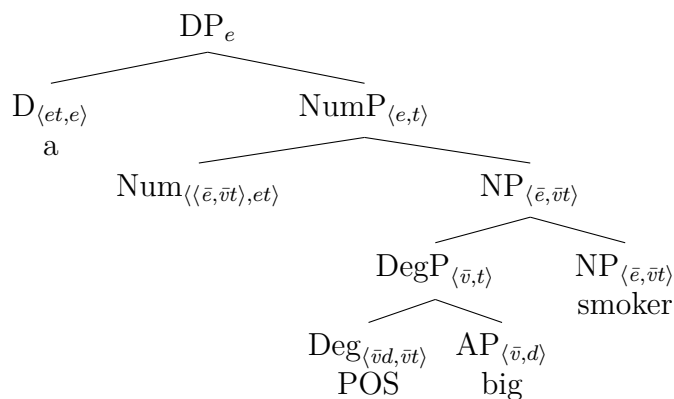 DP_e
D_⟨et,e⟩ NumP_⟨e,t⟩
a
Num_⟨⟨ē,v̄t⟩,et⟩ NP_⟨ē,v̄t⟩
DegP_⟨v̄,t⟩ NP_⟨ē,v̄t⟩
smoker
Deg_⟨v̄d,v̄t⟩ AP_⟨v̄,d⟩
POS big